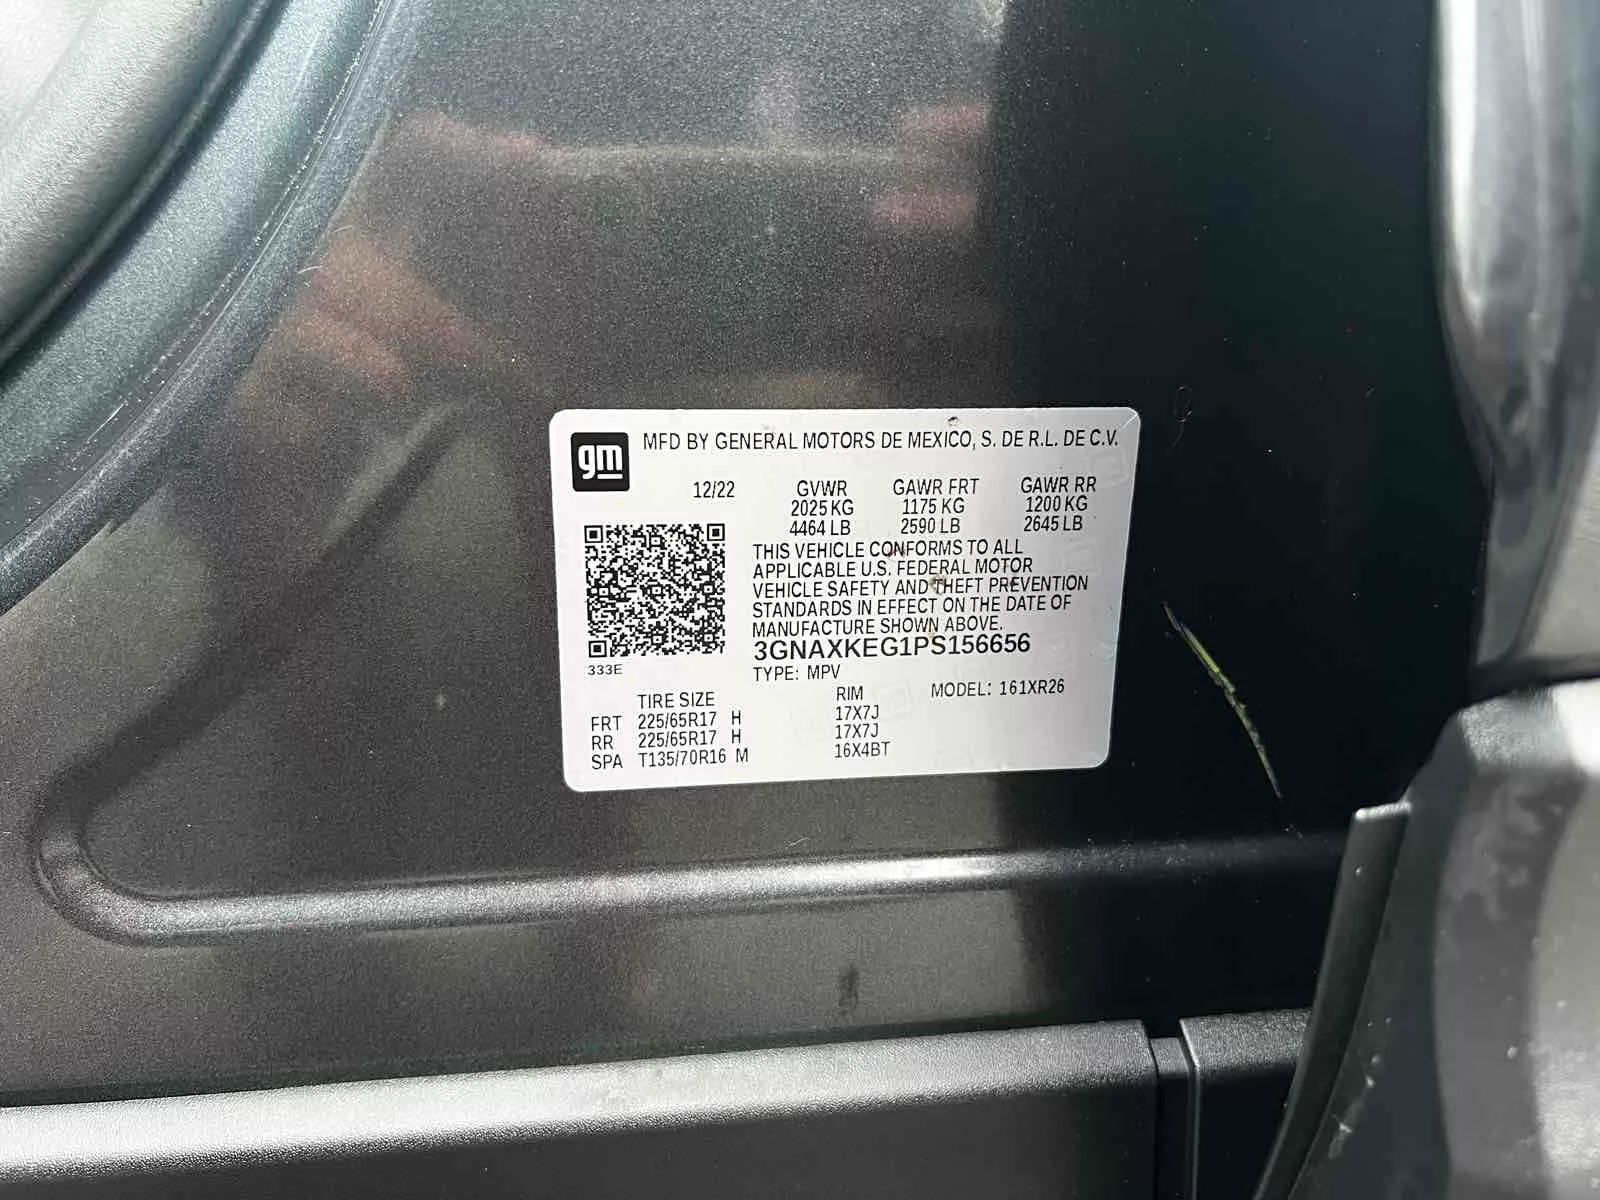 gm
MFD BY GENERAL MOTORS DE MEXICO, S. DE R.L. DE C.V.
12/22 GVWR GAWR FRT GAWR RR
2025 KG 1175 KG 1200 KG
4464 LB 2590 LB 2645 LB
THIS VEHICLE CONFORMS TO ALL
APPLICABLE U.S. FEDERAL MOTOR
VEHICLE SAFETY AND THEFT PREVENTION
STANDARDS IN EFFECT ON THE DATE OF
MANUFACTURE SHOWN ABOVE.
3GNAXKEG1PS156656
333E
TYPE: MPV
TIRE SIZE RIM MODEL: 161XR26
FRT 225/65R17 H 17X7J
RR 225/65R17 H 17X7J
SPA T135/70R16 M 16X4BT